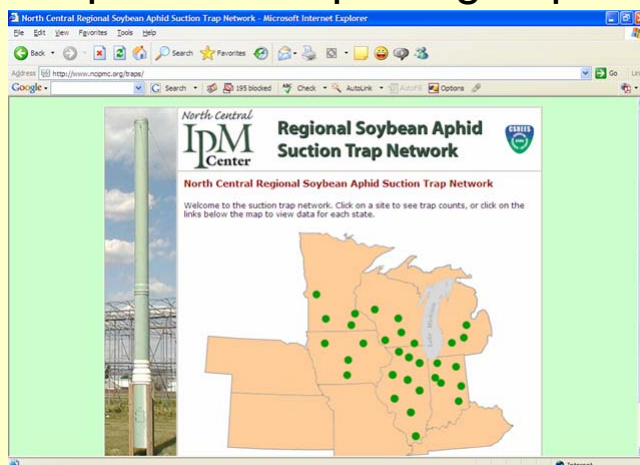 North Central Regional Soybean Aphid Suction Trap Network - Microsoft Internet Explorer
File Edit View Favorites Tools Help
Back Search Favorites
Address http://www.ncpmc.org/traps/ Go
Google Search 195 blocked Check AutoLink AutoFill Options
North Central
IPM
Center
CSREES
Regional Soybean Aphid
Suction Trap Network
North Central Regional Soybean Aphid Suction Trap Network
Welcome to the suction trap network. Click on a site to see trap counts, or click on the
links below the map to view data for each state.
Lake Michigan
Internet